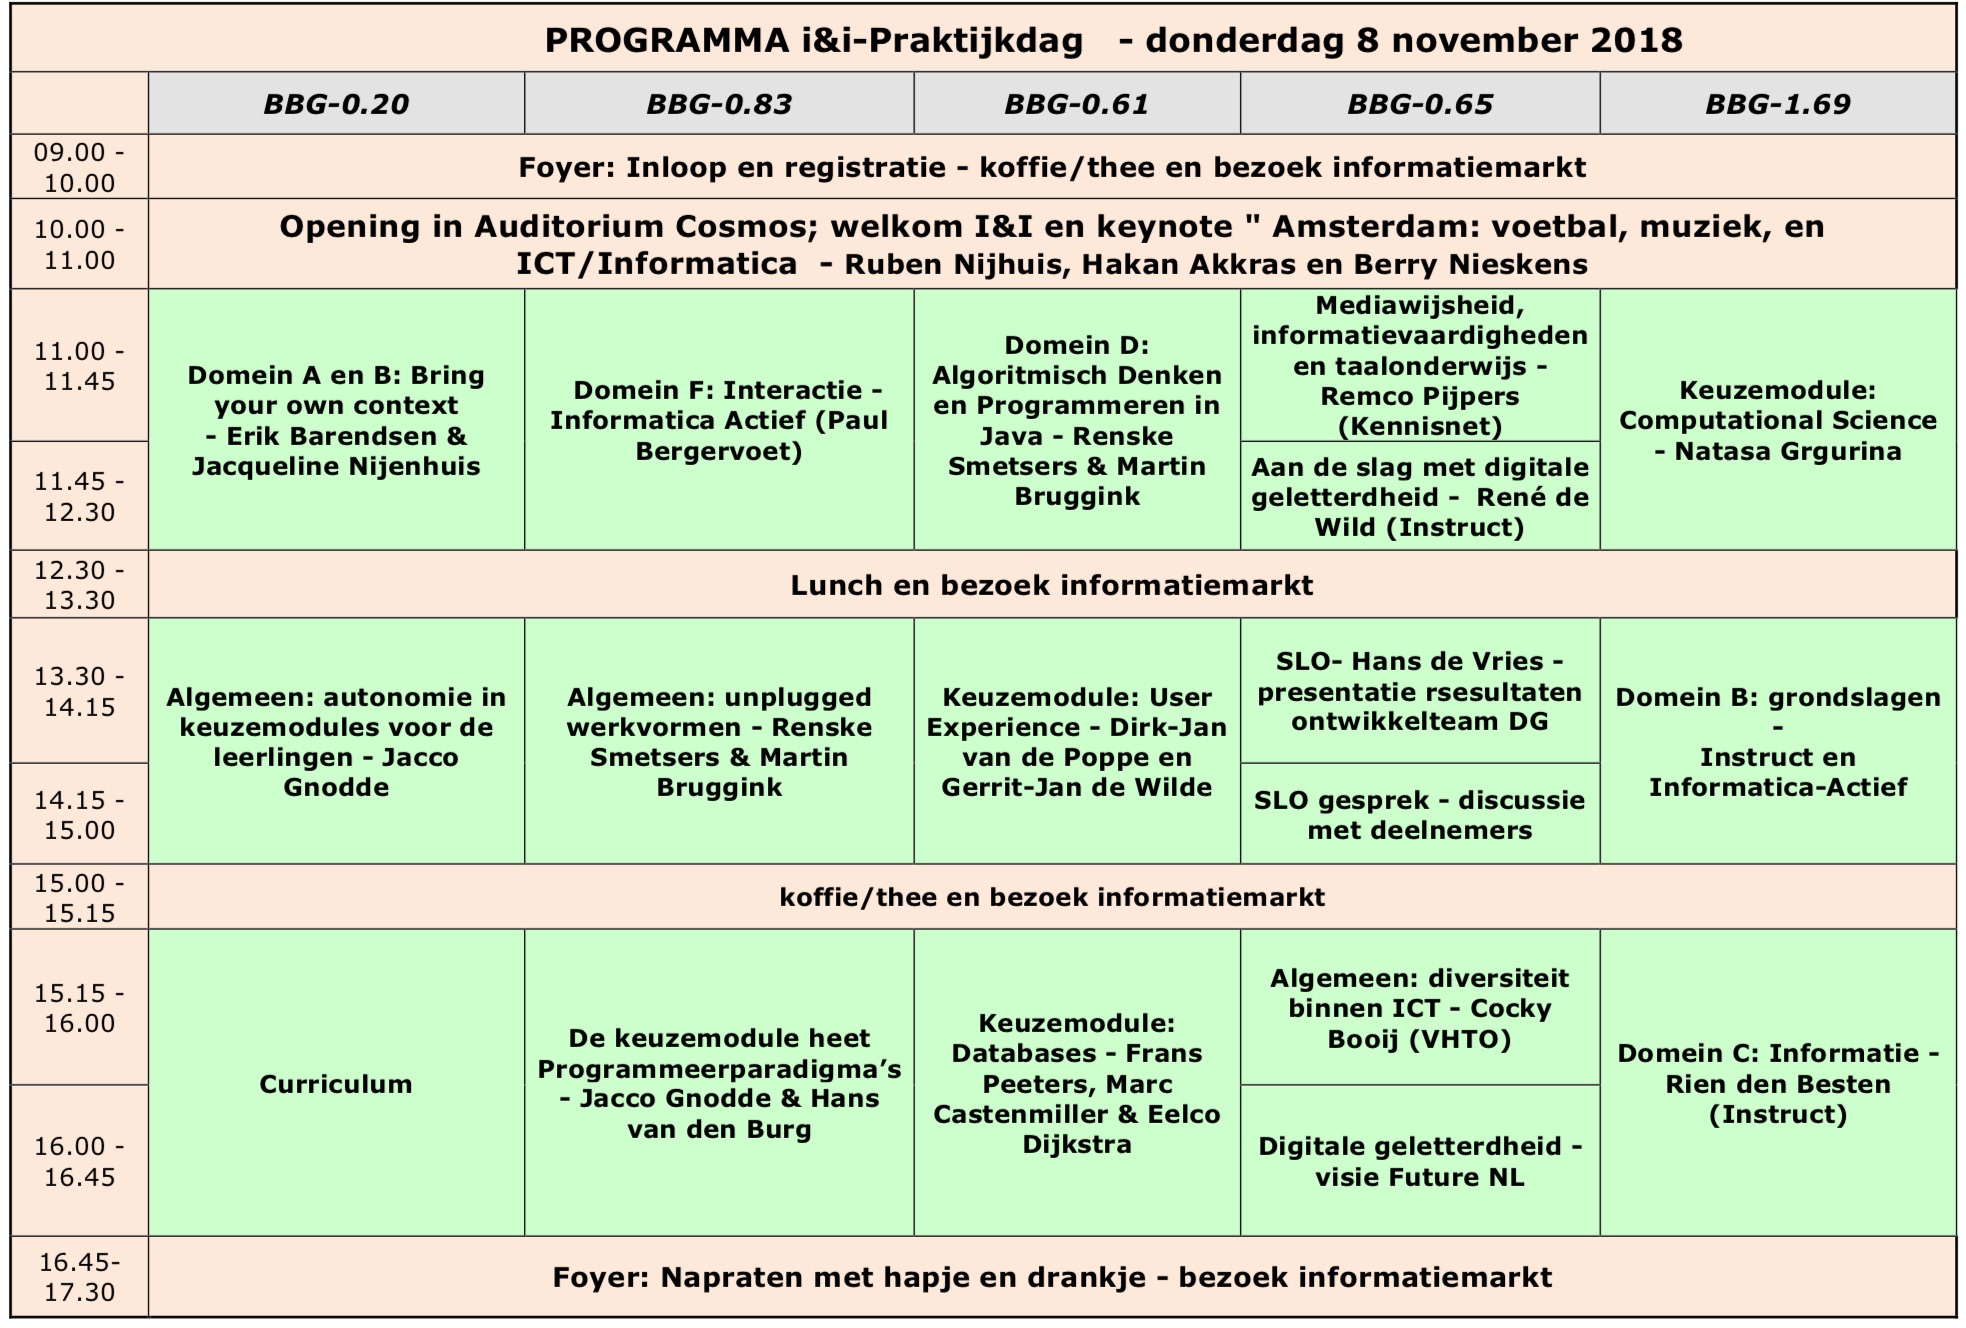 PROGRAMMA i&i-Praktijkdag - donderdag 8 november 2018
BBG-0.20
BBG-0.83
BBG-0.61
BBG-0.65
BBG-1.69
09.00 -
10.00
Foyer: Inloop en registratie - koffie/thee en bezoek informatiemarkt
10.00 -
11.00
Opening in Auditorium Cosmos; welkom I&I en keynote " Amsterdam: voetbal, muziek, en
ICT/Informatica - Ruben Nijhuis, Hakan Akkras en Berry Nieskens
11.00 -
11.45
Domein A en B: Bring
your own context
- Erik Barendsen &
Jacqueline Nijenhuis
Domein F: Interactie -
Informatica Actief (Paul
Bergervoet)
Domein D:
Algoritmisch Denken
en Programmeren in
Java - Renske
Smetsers & Martin
Bruggink
Mediawijsheid,
informatievaardigheden
en taalonderwijs -
Remco Pijpers
(Kennisnet)
Keuzemodule:
Computational Science
- Natasa Grgurina
11.45 -
12.30
Aan de slag met digitale
geletterdheid - René de
Wild (Instruct)
12.30 -
13.30
Lunch en bezoek informatiemarkt
13.30 -
14.15
Algemeen: autonomie in
keuzemodules voor de
leerlingen - Jacco
Gnodde
Algemeen: unplugged
werkvormen - Renske
Smetsers & Martin
Bruggink
Keuzemodule: User
Experience - Dirk-Jan
van de Poppe en
Gerrit-Jan de Wilde
SLO- Hans de Vries -
presentatie rsesultaten
ontwikkelteam DG
Domein B: grondslagen
-
Instruct en
Informatica-Actief
14.15 -
15.00
SLO gesprek - discussie
met deelnemers
15.00 -
15.15
koffie/thee en bezoek informatiemarkt
15.15 -
16.00
Curriculum
De keuzemodule heet
Programmeerparadigma’s
- Jacco Gnodde & Hans
van den Burg
Keuzemodule:
Databases - Frans
Peeters, Marc
Castenmiller & Eelco
Dijkstra
Algemeen: diversiteit
binnen ICT - Cocky
Booij (VHTO)
Domein C: Informatie -
Rien den Besten
(Instruct)
16.00 -
16.45
Digitale geletterdheid -
visie Future NL
16.45-
17.30
Foyer: Napraten met hapje en drankje - bezoek informatiemarkt